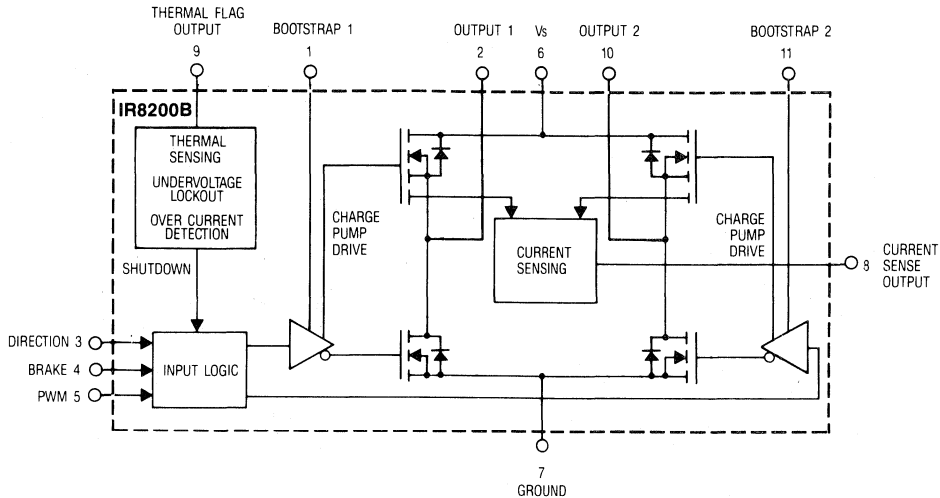 THERMAL FLAG
OUTPUT
9
BOOTSTRAP 1
1
OUTPUT 1
2
Vs
6
OUTPUT 2
10
BOOTSTRAP 2
11
IR8200B
THERMAL
SENSING
UNDERVOLTAGE
LOCKOUT
OVER CURRENT
DETECTION
SHUTDOWN
CHARGE
PUMP
DRIVE
CURRENT
SENSING
CHARGE
PUMP
DRIVE
8 CURRENT
SENSE
OUTPUT
DIRECTION 3
BRAKE 4
PWM 5
INPUT LOGIC
7
GROUND